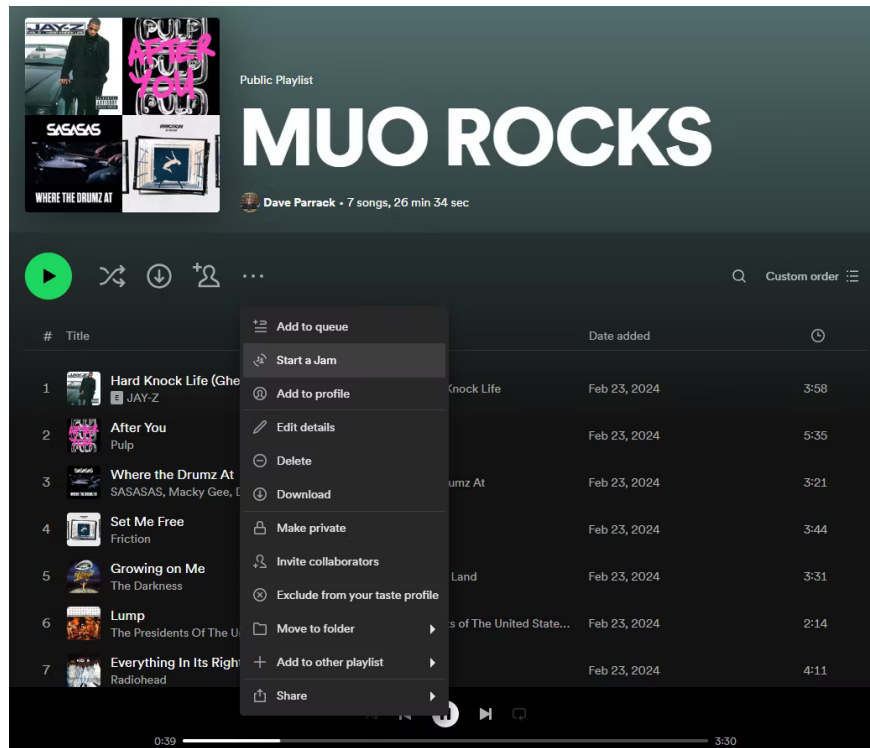 JAY-Z
PULP
AFTER
YOU
PULP
SASASAS
WHERE THE DRUMZ AT
FRICTION
Public Playlist
MUO ROCKS
Dave Parrack • 7 songs, 26 min 34 sec
Custom order
# Title Date added
Add to queue
Start a Jam
Add to profile
Edit details
Delete
Download
Make private
Invite collaborators
Exclude from your taste profile
Move to folder
Add to other playlist
Share
1 Hard Knock Life (Ghe Knock Life Feb 23, 2024 3:58
E JAY-Z
2 After You Feb 23, 2024 5:35
Pulp
3 Where the Drumz At umz At Feb 23, 2024 3:21
SASASAS, Macky Gee, D
4 Set Me Free Feb 23, 2024 3:44
Friction
5 Growing on Me Land Feb 23, 2024 3:31
The Darkness
6 Lump s of The United State... Feb 23, 2024 2:14
The Presidents Of The U
7 Everything In Its Righ Feb 23, 2024 4:11
Radiohead
0:39 3:30